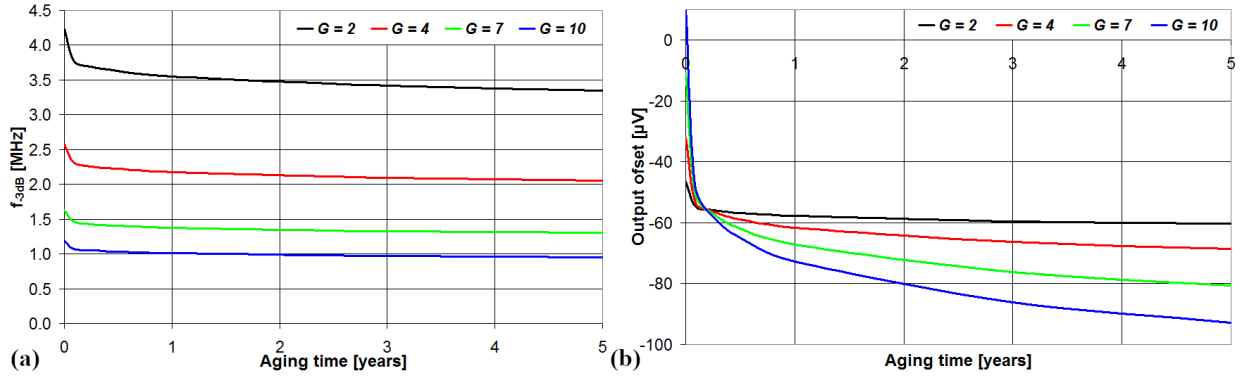 G = 2 G = 4 G = 7 G = 10
f-3dB [MHz]
4.5
4.0
3.5
3.0
2.5
2.0
1.5
1.0
0.5
0.0
0 1 2 3 4 5
Aging time [years]
(a)
(b)
G = 2 G = 4 G = 7 G = 10
Output ofset [µV]
0
-20
-40
-60
-80
-100
0 1 2 3 4 5
Aging time [years]